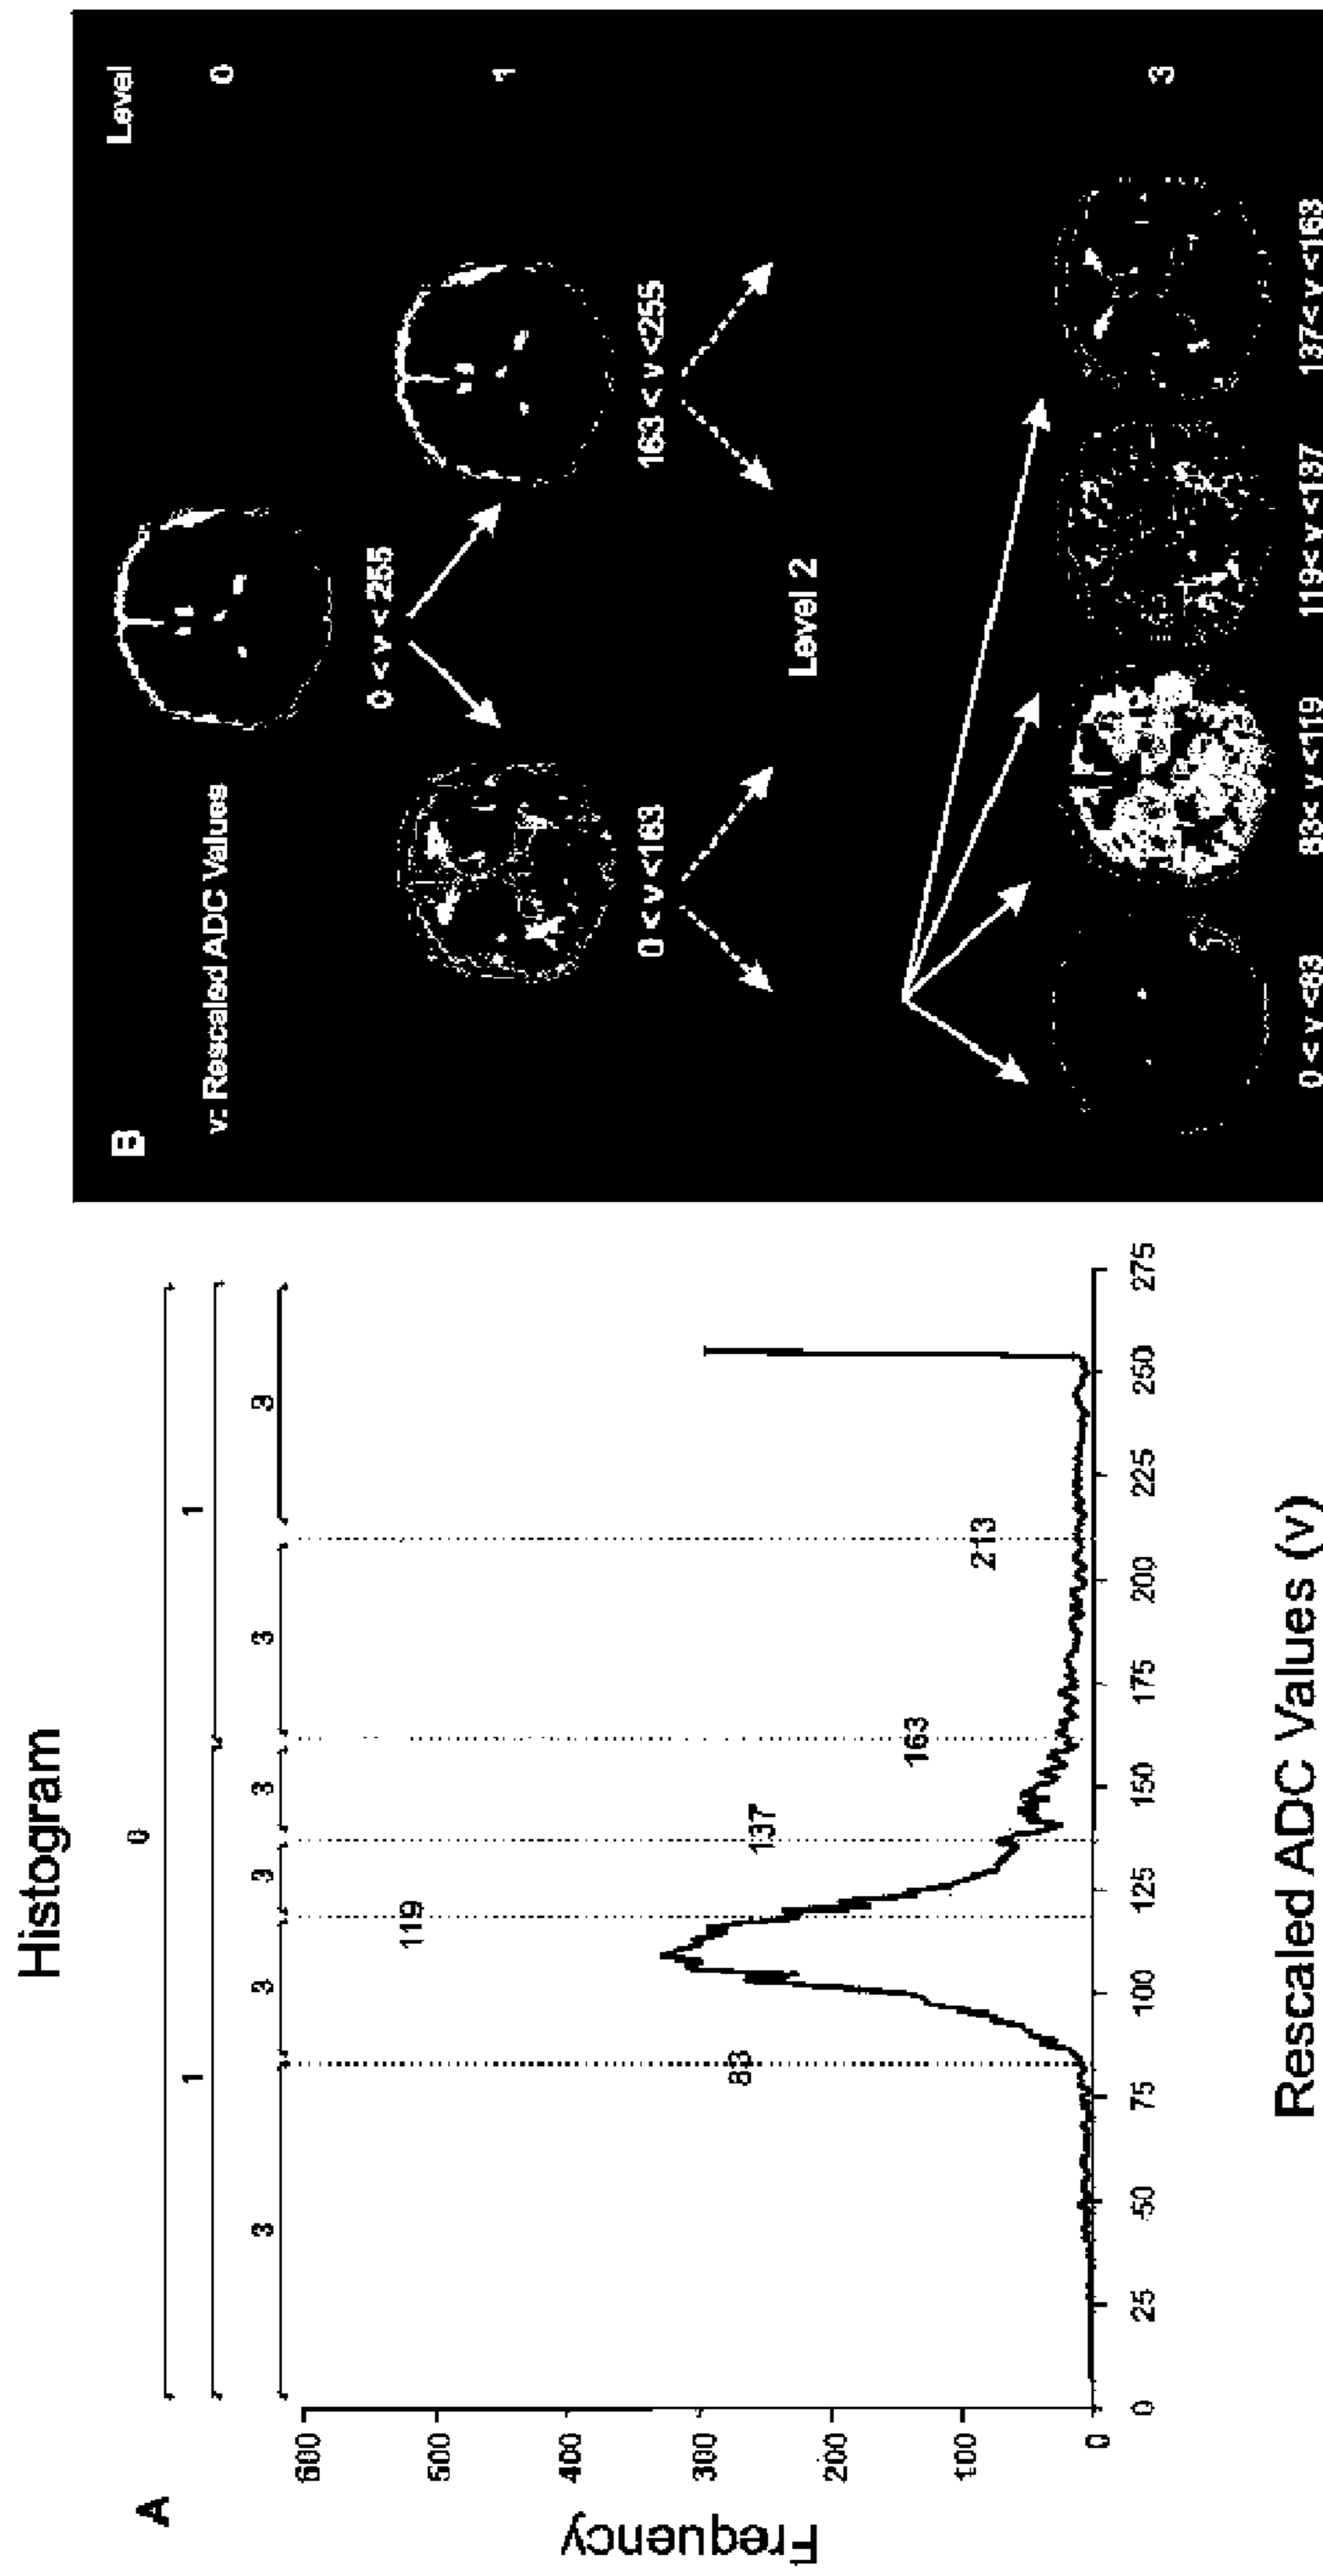 Histogram
A
0
1 1
3 3 3 3 3 3
600
500
400
300
200
100
0
Frequency
83
119
137
163
213
0 25 50 75 100 125 150 175 200 225 250 275
Rescaled ADC Values (v)
B
Level
v: Rescaled ADC Values
0
0 < v < 255
1
0 < v <163
163 < v <255
Level 2
3
0 < v <83
83< v <119
119< v <137
137< v <163